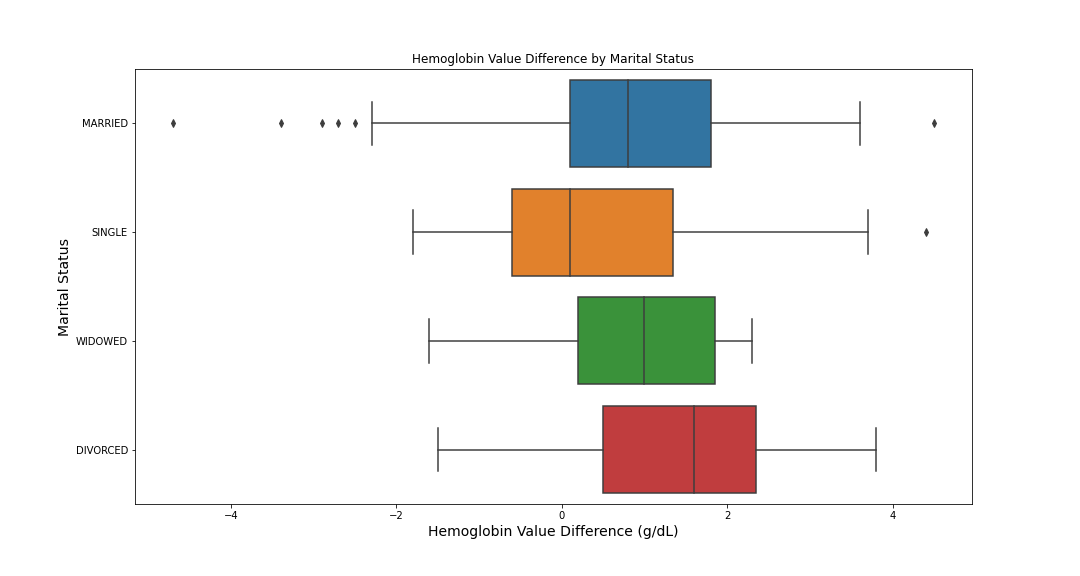 Hemoglobin Value Difference by Marital Status
MARRIED
SINGLE
WIDOWED
DIVORCED
Marital Status
−4
−2
0
2
4
Hemoglobin Value Difference (g/dL)